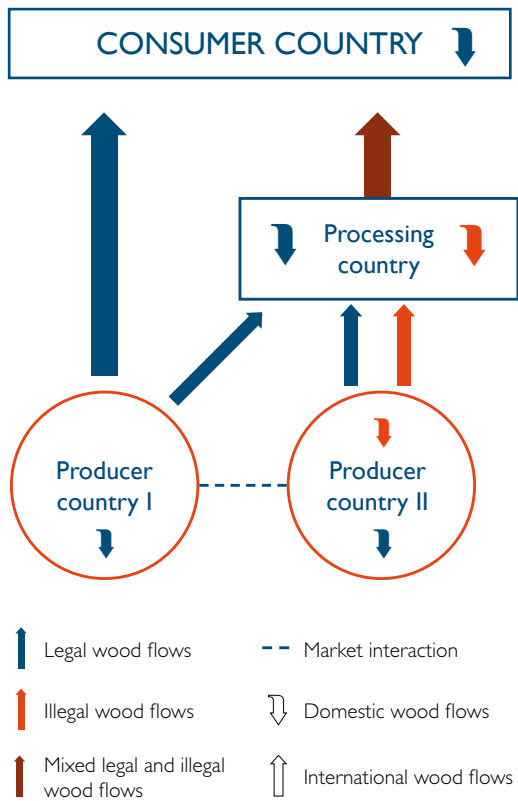 CONSUMER COUNTRY
Processing
country
Producer
country I
Producer
country II
Legal wood flows
Market interaction
Illegal wood flows
Domestic wood flows
Mixed legal and illegal
wood flows
International wood flows